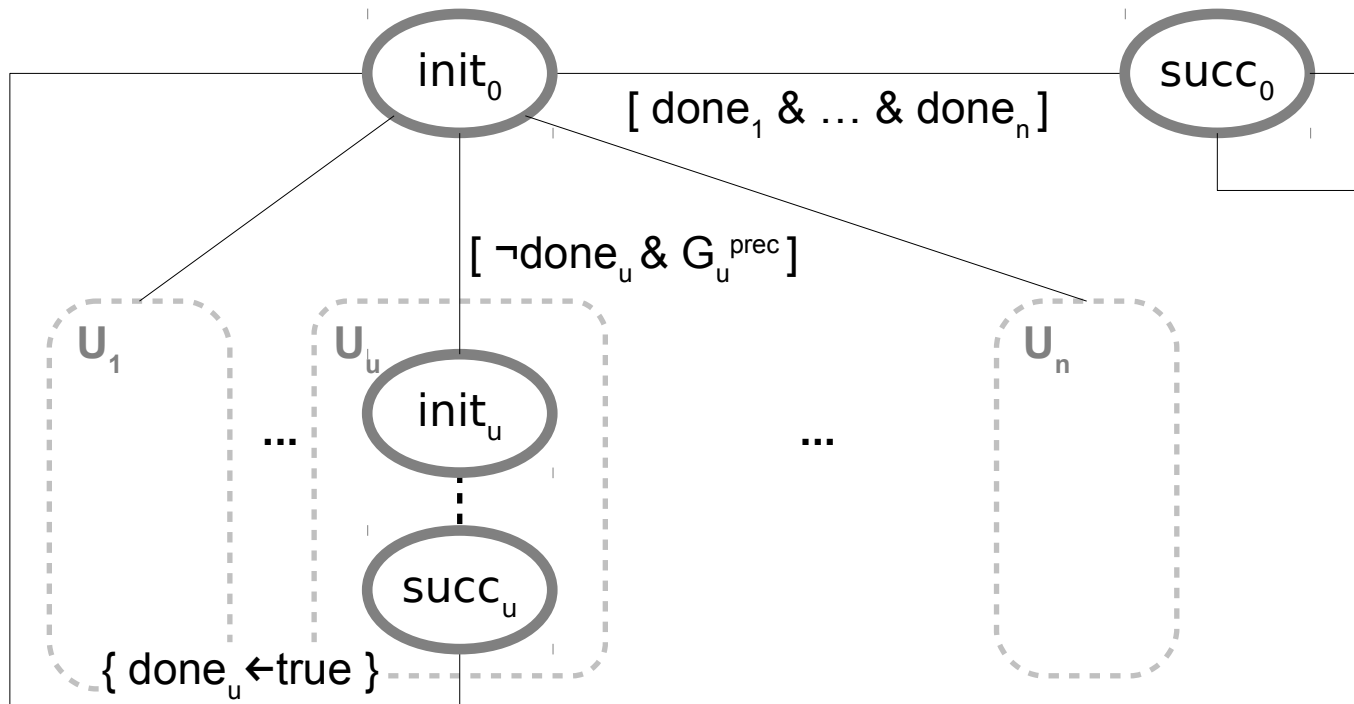 init₀
succ₀
[ done₁ & … & doneₙ ]
[ ¬doneᵤ & Gᵤᵖʳᵉᶜ ]
U₁
Uᵤ
Uₙ
initᵤ
...
...
succᵤ
{ doneᵤ←true }